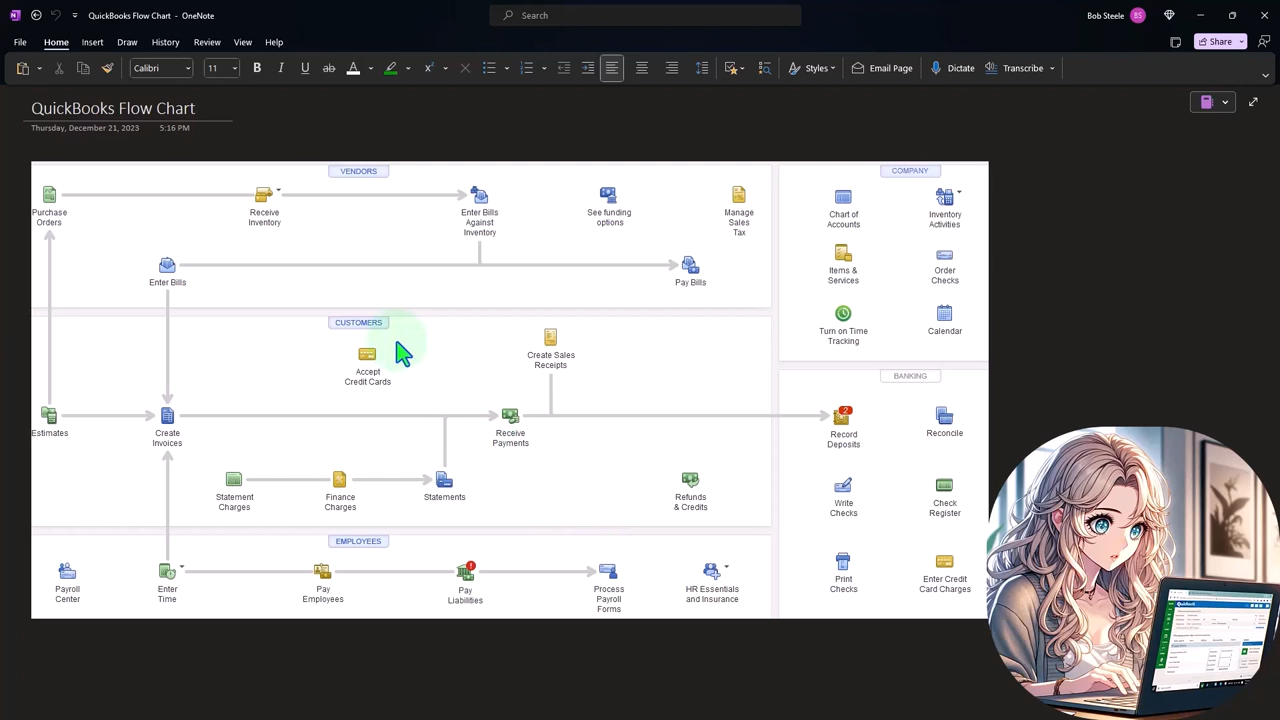 QuickBooks Flow Chart - OneNote
Search
Bob Steele
BS
File
Home
Insert
Draw
History
Review
View
Help
Share
Calibri
11
B
I
U
ab
A
Styles
Email Page
Dictate
Transcribe
QuickBooks Flow Chart
Thursday, December 21, 2023
5:16 PM
VENDORS
Purchase
Orders
Receive
Inventory
Enter Bills
Against
Inventory
See funding
options
Manage
Sales
Tax
Enter Bills
Pay Bills
CUSTOMERS
Accept
Credit Cards
Create Sales
Receipts
Estimates
Create
Invoices
Receive
Payments
Statement
Charges
Finance
Charges
Statements
Refunds
& Credits
EMPLOYEES
Payroll
Center
Enter
Time
Pay
Employees
Pay
Liabilities
Process
Payroll
Forms
HR Essentials
and Insurance
COMPANY
Chart of
Accounts
Inventory
Activities
Items &
Services
Order
Checks
Turn on Time
Tracking
Calendar
BANKING
2
Record
Deposits
Reconcile
Write
Checks
Check
Register
Print
Checks
Enter Credit
Card Charges